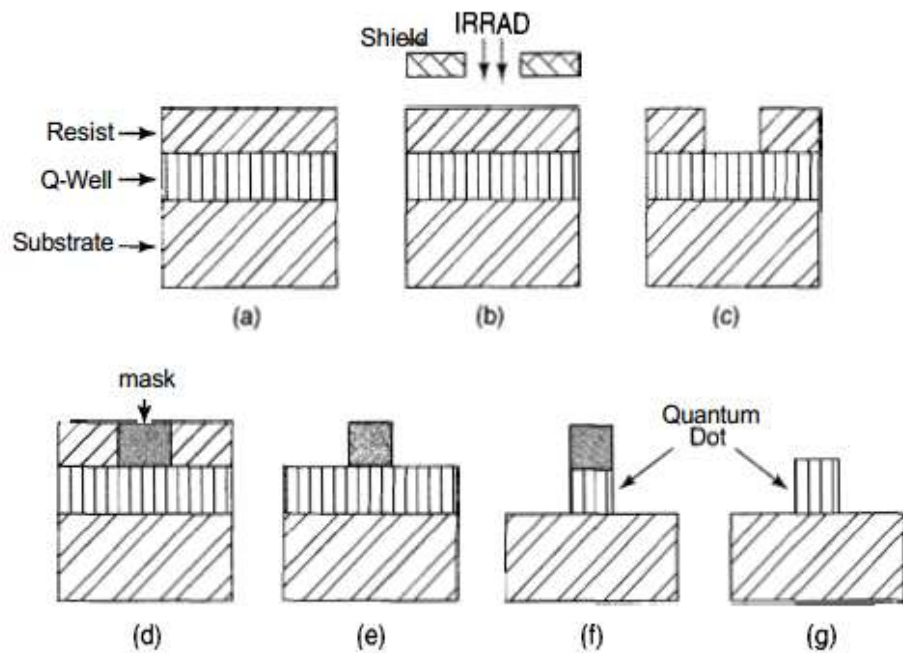 IRRAD
Shield
Resist
Q-Well
Substrate
(a)
(b)
(c)
mask
Quantum
Dot
(d)
(e)
(f)
(g)